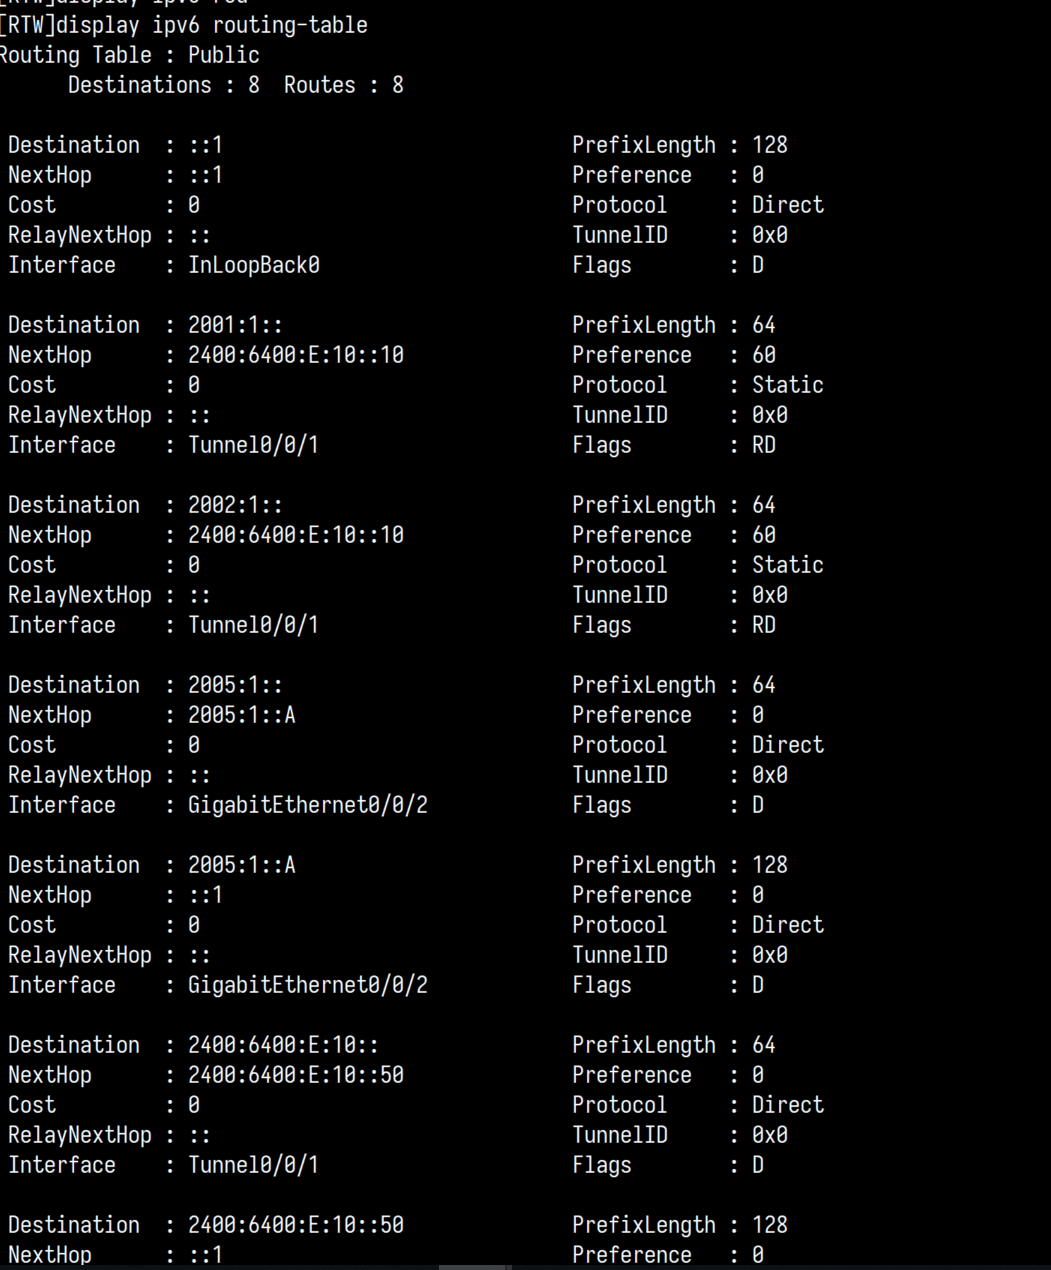 [RTW]display ipv6 routing-table
Routing Table : Public
Destinations : 8 Routes : 8
Destination : ::1 PrefixLength : 128
NextHop : ::1 Preference : 0
Cost : 0 Protocol : Direct
RelayNextHop : :: TunnelID : 0x0
Interface : InLoopBack0 Flags : D
Destination : 2001:1:: PrefixLength : 64
NextHop : 2400:6400:E:10::10 Preference : 60
Cost : 0 Protocol : Static
RelayNextHop : :: TunnelID : 0x0
Interface : Tunnel0/0/1 Flags : RD
Destination : 2002:1:: PrefixLength : 64
NextHop : 2400:6400:E:10::10 Preference : 60
Cost : 0 Protocol : Static
RelayNextHop : :: TunnelID : 0x0
Interface : Tunnel0/0/1 Flags : RD
Destination : 2005:1:: PrefixLength : 64
NextHop : 2005:1::A Preference : 0
Cost : 0 Protocol : Direct
RelayNextHop : :: TunnelID : 0x0
Interface : GigabitEthernet0/0/2 Flags : D
Destination : 2005:1::A PrefixLength : 128
NextHop : ::1 Preference : 0
Cost : 0 Protocol : Direct
RelayNextHop : :: TunnelID : 0x0
Interface : GigabitEthernet0/0/2 Flags : D
Destination : 2400:6400:E:10:: PrefixLength : 64
NextHop : 2400:6400:E:10::50 Preference : 0
Cost : 0 Protocol : Direct
RelayNextHop : :: TunnelID : 0x0
Interface : Tunnel0/0/1 Flags : D
Destination : 2400:6400:E:10::50 PrefixLength : 128
NextHop : ::1 Preference : 0